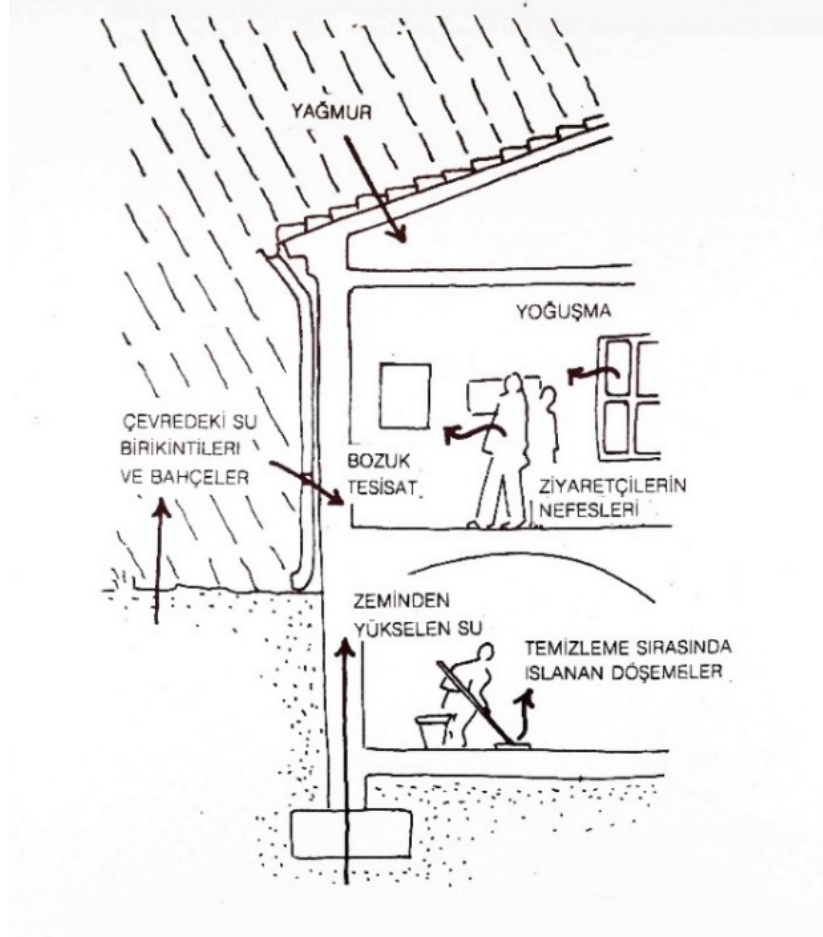 YAĞMUR
YOĞUŞMA
ÇEVREDEKİ SU
BİRİKİNTİLERİ
VE BAHÇELER
BOZUK
TESİSAT
ZİYARETÇİLERİN
NEFESLERİ
ZEMİNDEN
YÜKSELEN SU
TEMİZLEME SIRASINDA
ISLANAN DÖŞEMELER